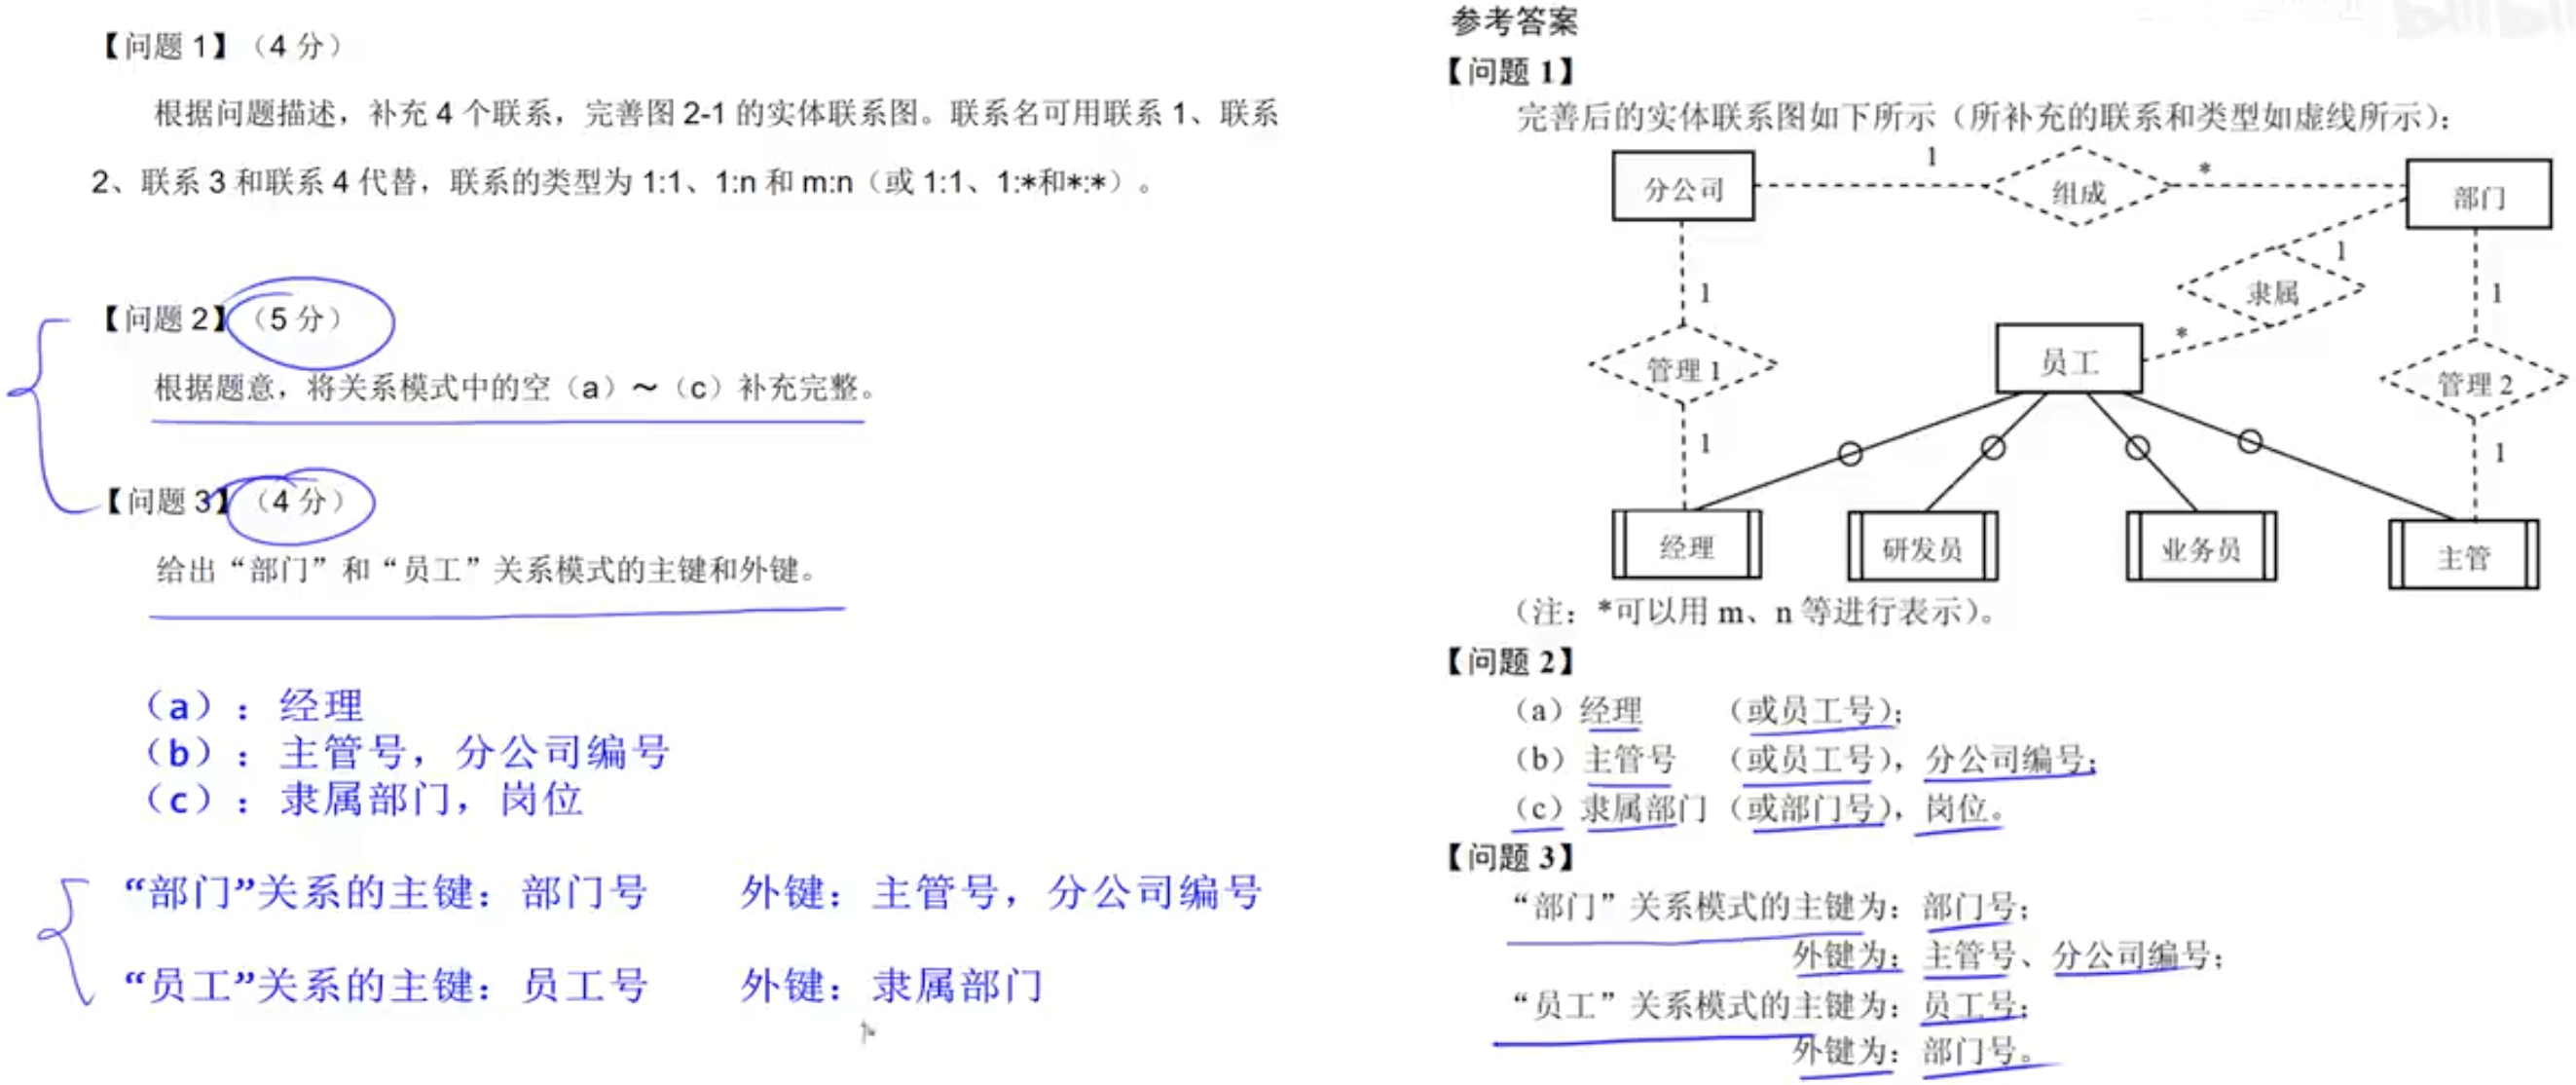 【问题 1】（4 分）
根据问题描述，补充 4 个联系，完善图 2-1 的实体联系图。联系名可用联系 1、联系
2、联系 3 和联系 4 代替，联系的类型为 1:1、1:n 和 m:n（或 1:1、1:*和*:*）。
【问题 2】（5 分）
根据题意，将关系模式中的空（a）～（c）补充完整。
【问题 3】（4 分）
给出“部门”和“员工”关系模式的主键和外键。
（a）：经理
（b）：主管号，分公司编号
（c）：隶属部门，岗位
“部门”关系的主键：部门号 外键：主管号，分公司编号
“员工”关系的主键：员工号 外键：隶属部门
参考答案
【问题 1】
完善后的实体联系图如下所示（所补充的联系和类型如虚线所示）：
分公司
1
组成
*
部门
1
隶属
*
1
管理 1
1
员工
1
管理 2
1
经理
研发员
业务员
主管
（注：*可以用 m、n 等进行表示）。
【问题 2】
（a）经理 （或员工号）；
（b）主管号 （或员工号），分公司编号；
（c）隶属部门（或部门号），岗位。
【问题 3】
“部门”关系模式的主键为：部门号；
外键为：主管号、分公司编号；
“员工”关系模式的主键为：员工号；
外键为：部门号。